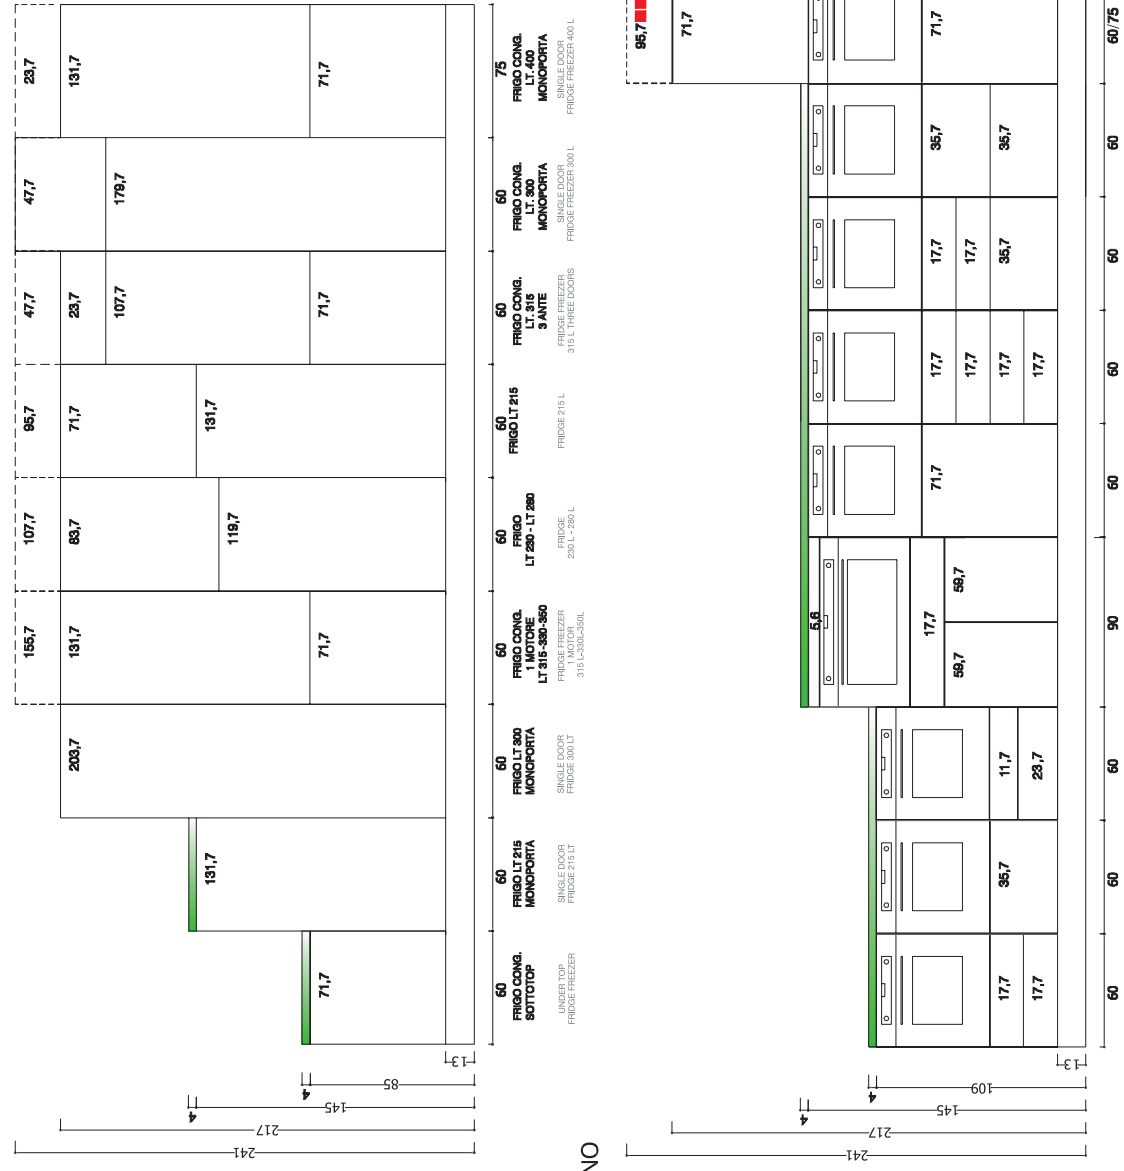 155,7 107,7 95,7 47,7 47,7 23,7
203,7 131,7 83,7 71,7 23,7 131,7
107,7 179,7
131,7 131,7
119,7
71,7 71,7 71,7 71,7
241
217
4
145
4
85
13
60
FRIGO CONG.
SOTTOTOP
UNDER TOP
FRIDGE FREEZER
60
FRIGO LT 215
MONOPORTA
SINGLE DOOR
FRIDGE 215 LT
60
FRIGO LT 300
MONOPORTA
SINGLE DOOR
FRIDGE 300 LT
60
FRIGO CONG.
1 MOTORE
LT 315-330-350
FRIDGE FREEZER
1 MOTOR
315 L-330L-350L
60
FRIGO
LT 230 - LT 280
FRIDGE
230 L - 280 L
60
FRIGO LT 215
FRIDGE 215 L
60
FRIGO CONG.
LT. 315
3 ANTE
FRIDGE FREEZER
315 L THREE DOORS
60
FRIGO CONG.
LT. 300
MONOPORTA
SINGLE DOOR
FRIDGE FREEZER 300 L
75
FRIGO CONG.
LT. 400
MONOPORTA
SINGLE DOOR
FRIDGE FREEZER 400 L
NO
95,7
71,7
5,6
17,7 71,7 17,7 17,7 35,7 71,7
59,7 59,7 17,7 17,7
17,7 35,7 11,7 17,7 35,7 35,7
17,7 23,7 17,7
241
217
4
145
4
109
13
60 60 60 90 60 60 60 60 60/75